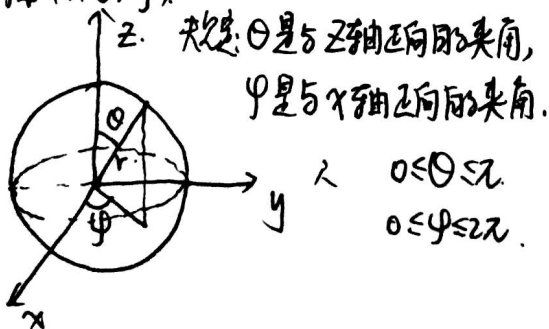 z. 规定:θ是与z轴正向的夹角,
φ是与x轴正向的夹角.
θ
r.
0≤θ≤π.
y
φ
0≤φ≤2π.
x